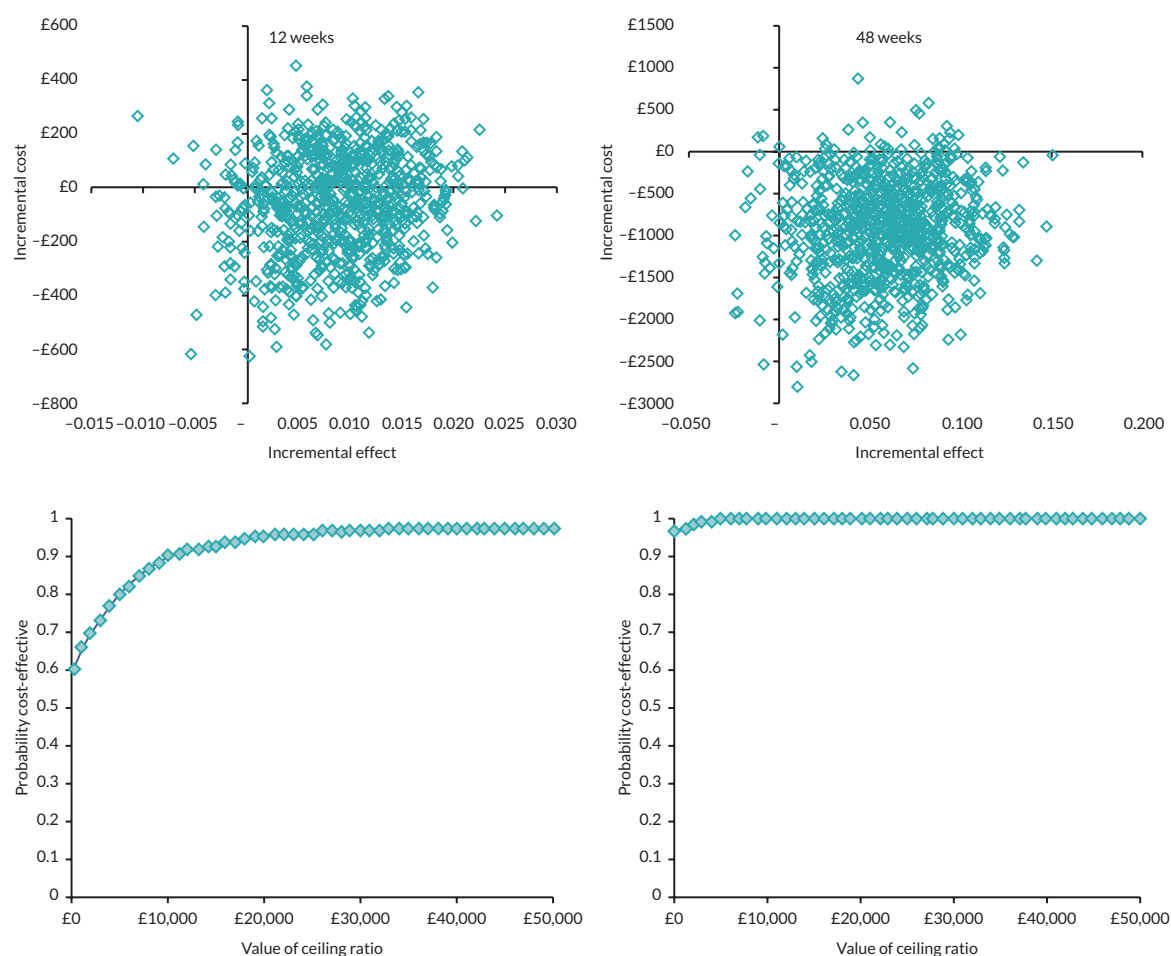 12 weeks
£600
£400
£200
£0
−£200
−£400
−£600
−£800
Incremental cost
−0.015 −0.010 −0.005 − 0.005 0.010 0.015 0.020 0.025 0.030
Incremental effect
48 weeks
£1500
£1000
£500
£0
−£500
−£1000
−£1500
−£2000
−£2500
−£3000
Incremental cost
−0.050 − 0.050 0.100 0.150 0.200
Incremental effect
1
0.9
0.8
0.7
0.6
0.5
0.4
0.3
0.2
0.1
0
Probability cost-effective
£0 £10,000 £20,000 £30,000 £40,000 £50,000
Value of ceiling ratio
1
0.9
0.8
0.7
0.6
0.5
0.4
0.3
0.2
0.1
0
Probability cost-effective
£0 £10,000 £20,000 £30,000 £40,000 £50,000
Value of ceiling ratio